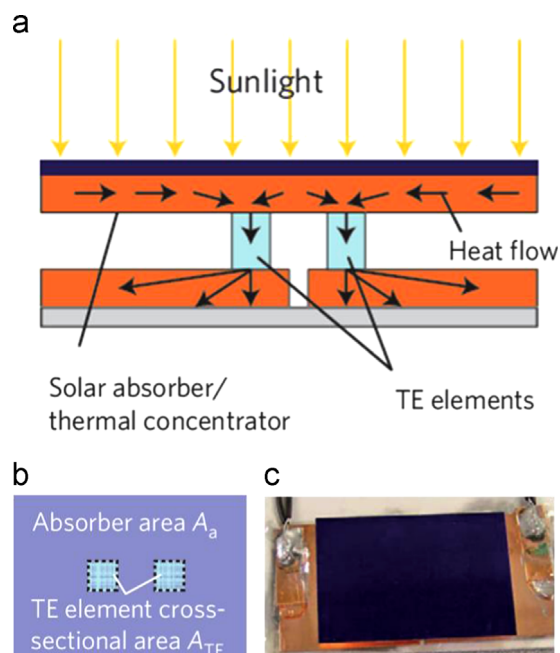 a
Sunlight
Heat flow
Solar absorber/
thermal concentrator
TE elements
b
Absorber area Aa
TE element cross-
sectional area ATE
c